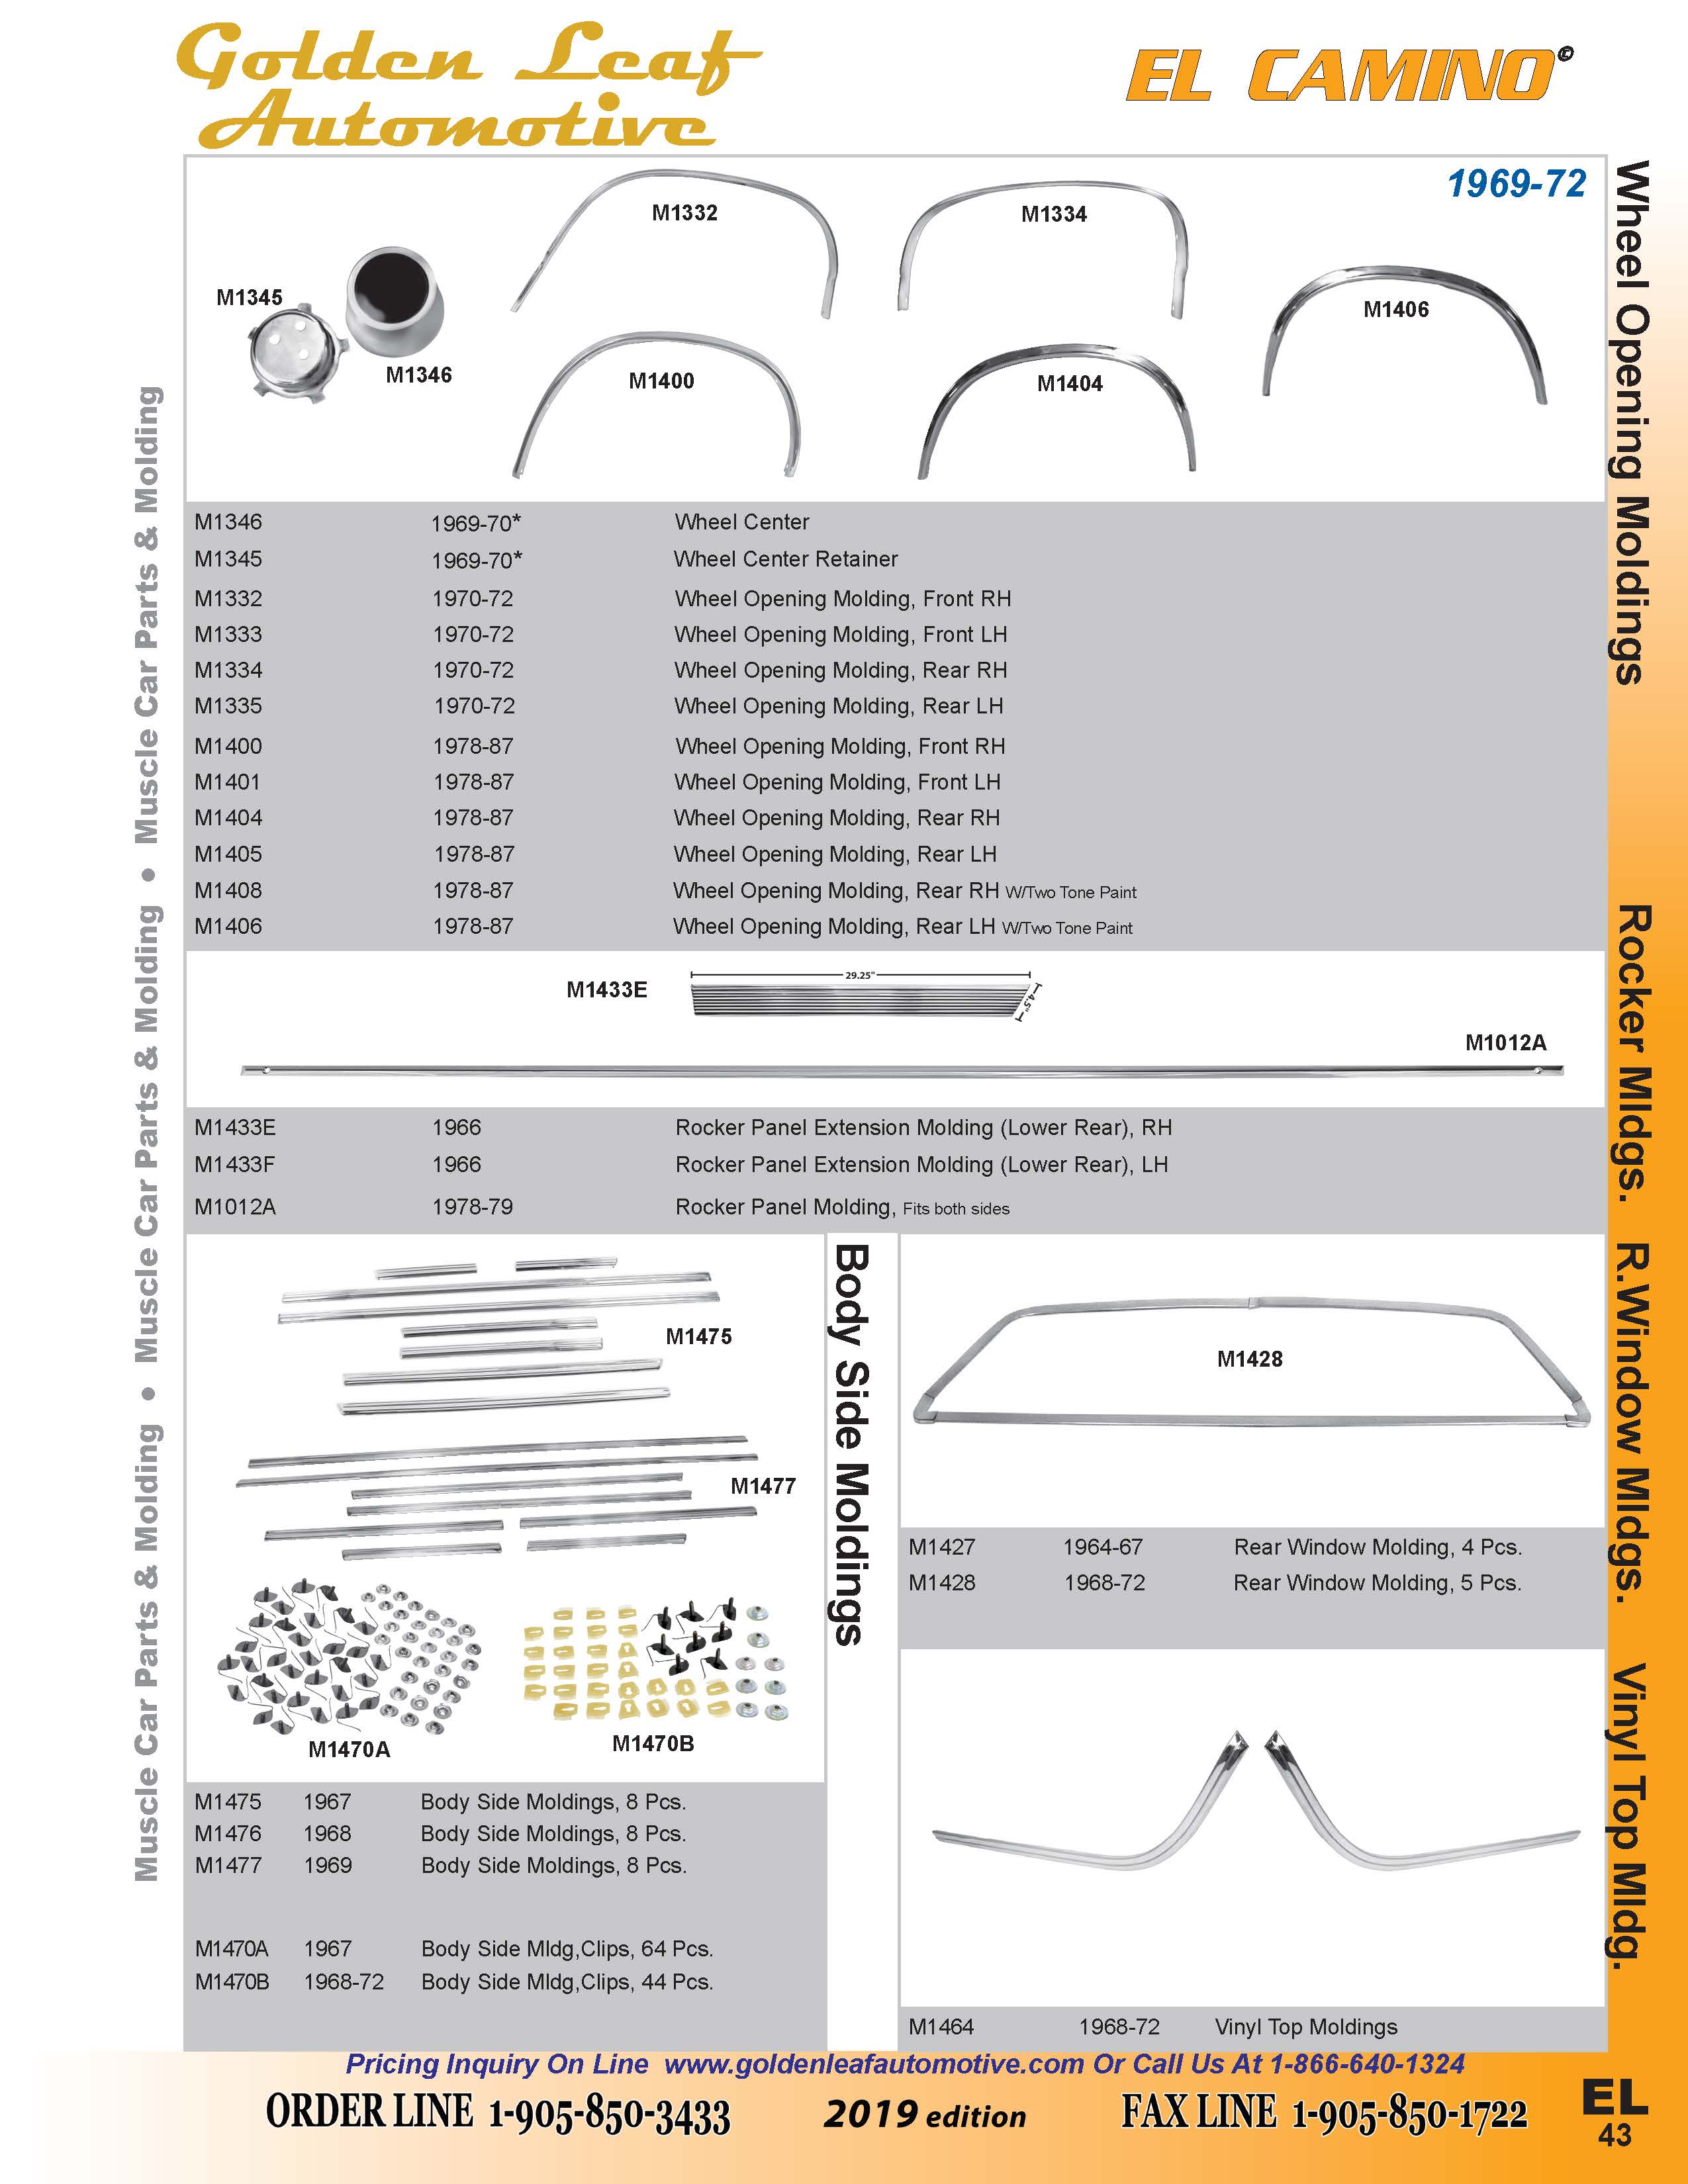 Golden Leaf
Automotive
EL CAMINO©
1969-72
M1332
M1334
M1345
M1406
M1346
M1400
M1404
M1346 1969-70* Wheel Center
M1345 1969-70* Wheel Center Retainer
M1332 1970-72 Wheel Opening Molding, Front RH
M1333 1970-72 Wheel Opening Molding, Front LH
M1334 1970-72 Wheel Opening Molding, Rear RH
M1335 1970-72 Wheel Opening Molding, Rear LH
M1400 1978-87 Wheel Opening Molding, Front RH
M1401 1978-87 Wheel Opening Molding, Front LH
M1404 1978-87 Wheel Opening Molding, Rear RH
M1405 1978-87 Wheel Opening Molding, Rear LH
M1408 1978-87 Wheel Opening Molding, Rear RH W/Two Tone Paint
M1406 1978-87 Wheel Opening Molding, Rear LH W/Two Tone Paint
M1433E
29.25"
4.5"
M1012A
M1433E 1966 Rocker Panel Extension Molding (Lower Rear), RH
M1433F 1966 Rocker Panel Extension Molding (Lower Rear), LH
M1012A 1978-79 Rocker Panel Molding, Fits both sides
M1475
M1477
M1470A
M1470B
Body Side Moldings
M1475 1967 Body Side Moldings, 8 Pcs.
M1476 1968 Body Side Moldings, 8 Pcs.
M1477 1969 Body Side Moldings, 8 Pcs.
M1470A 1967 Body Side Mldg,Clips, 64 Pcs.
M1470B 1968-72 Body Side Mldg,Clips, 44 Pcs.
M1428
M1427 1964-67 Rear Window Molding, 4 Pcs.
M1428 1968-72 Rear Window Molding, 5 Pcs.
M1464 1968-72 Vinyl Top Moldings
Wheel Opening Moldings Rocker Mldgs. R.Window Mldgs. Vinyl Top Mldg.
Muscle Car Parts & Molding • Muscle Car Parts & Molding • Muscle Car Parts & Molding
Pricing Inquiry On Line www.goldenleafautomotive.com Or Call Us At 1-866-640-1324
ORDER LINE 1-905-850-3433 2019 edition FAX LINE 1-905-850-1722
EL
43